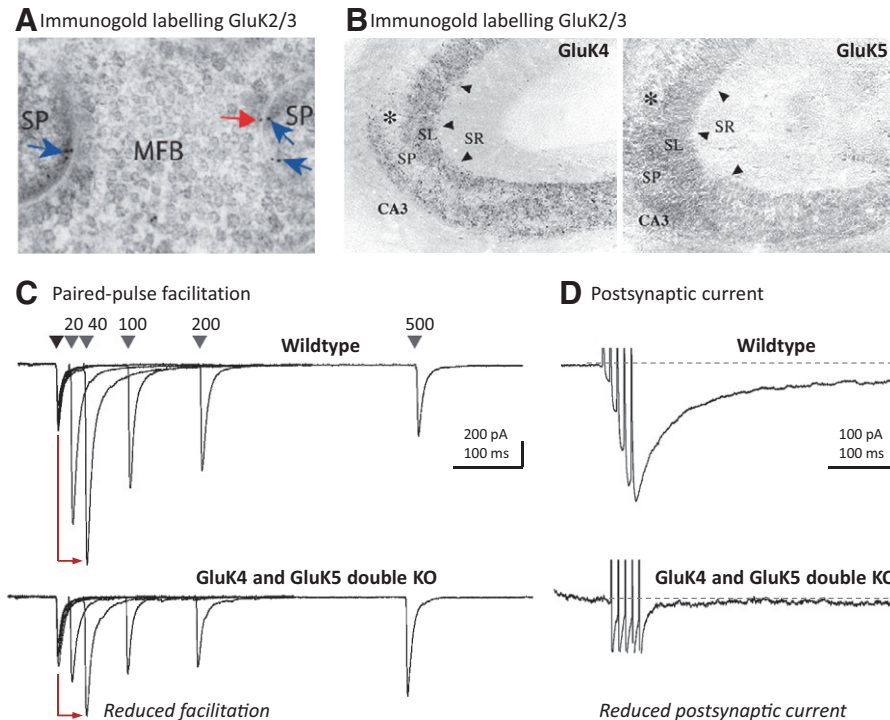 A Immunogold labelling GluK2/3
SP
MFB
SP
B Immunogold labelling GluK2/3
GluK4
*
SL
SR
SP
CA3
GluK5
*
SL
SR
SP
CA3
C Paired-pulse facilitation
20 40 100 200 500
Wildtype
200 pA
100 ms
GluK4 and GluK5 double KO
Reduced facilitation
D Postsynaptic current
Wildtype
100 pA
100 ms
GluK4 and GluK5 double KO
Reduced postsynaptic current